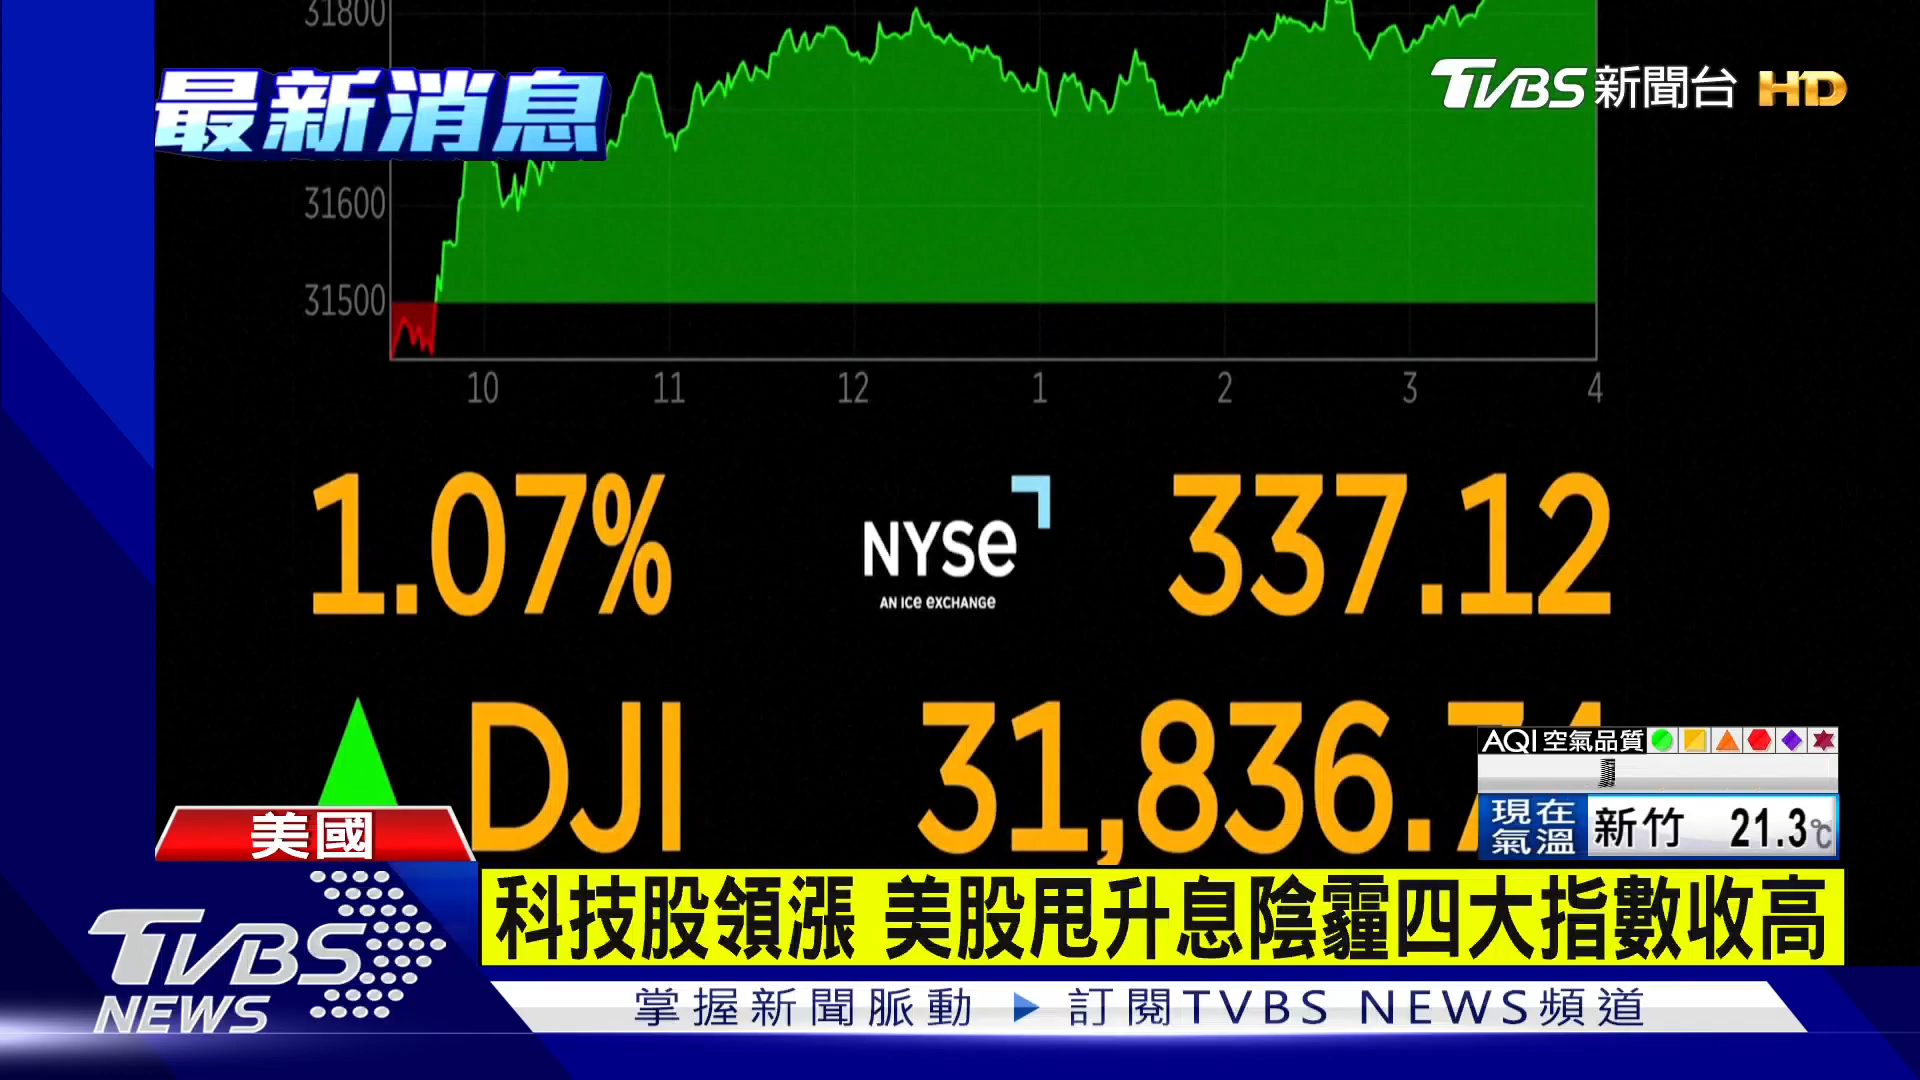 31800
最新消息
TVBS新聞台 HD
31600
31500
10 11 12 1 2 3 4
1.07%
NYSE
AN ICE EXCHANGE
337.12
DJI 31,836.74
AQI 空氣品質
現在氣溫 新竹 21.3℃
美國
科技股領漲 美股甩升息陰霾四大指數收高
TVBS NEWS
掌握新聞脈動 ▶ 訂閱TVBS NEWS頻道